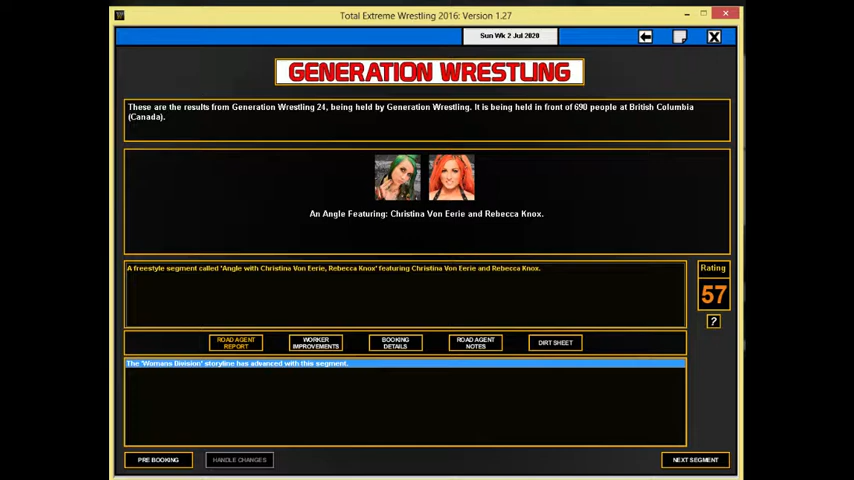 Total Extreme Wrestling 2016: Version 1.27
Sun Wk 2 Jul 2020
GENERATION WRESTLING
These are the results from Generation Wrestling 24, being held by Generation Wrestling. It is being held in front of 690 people at British Columbia
(Canada).
An Angle Featuring: Christina Von Eerie and Rebecca Knox.
A freestyle segment called 'Angle with Christina Von Eerie, Rebecca Knox' featuring Christina Von Eerie and Rebecca Knox.
Rating
57
?
ROAD AGENT
REPORT
WORKER
IMPROVEMENTS
BOOKING
DETAILS
ROAD AGENT
NOTES
DIRT SHEET
The 'Womans Division' storyline has advanced with this segment.
PRE BOOKING
HANDLE CHANGES
NEXT SEGMENT